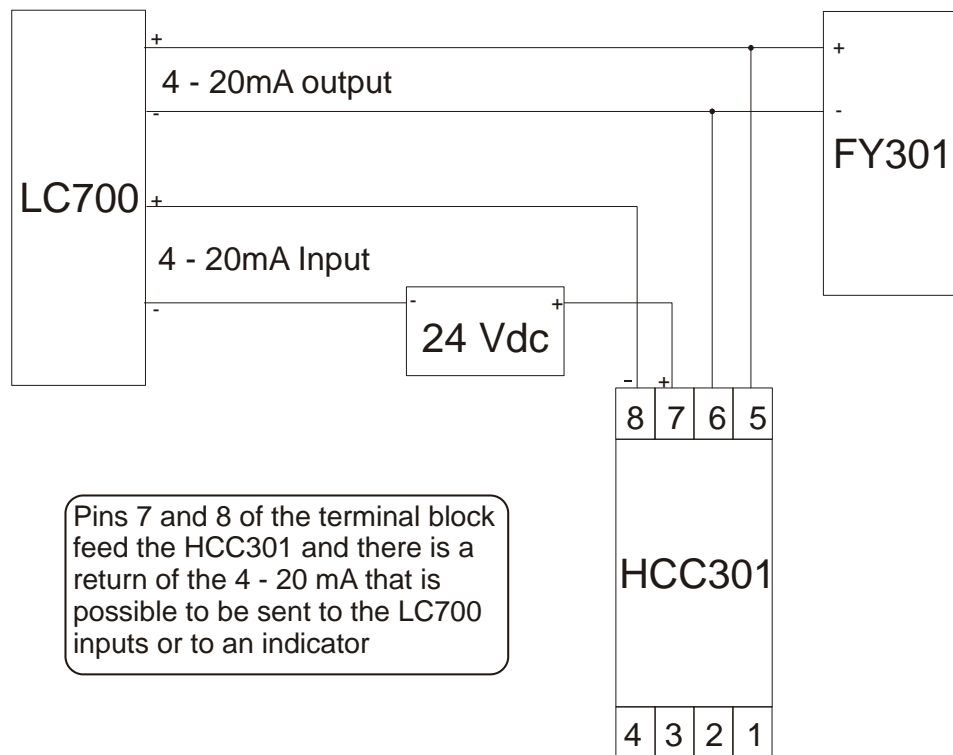 +
+
4 - 20mA output
-
-
FY301
LC700
+
4 - 20mA Input
-
-
+
24 Vdc
-
+
8 7 6 5
Pins 7 and 8 of the terminal block
feed the HCC301 and there is a
return of the 4 - 20 mA that is
possible to be sent to the LC700
inputs or to an indicator
HCC301
4 3 2 1